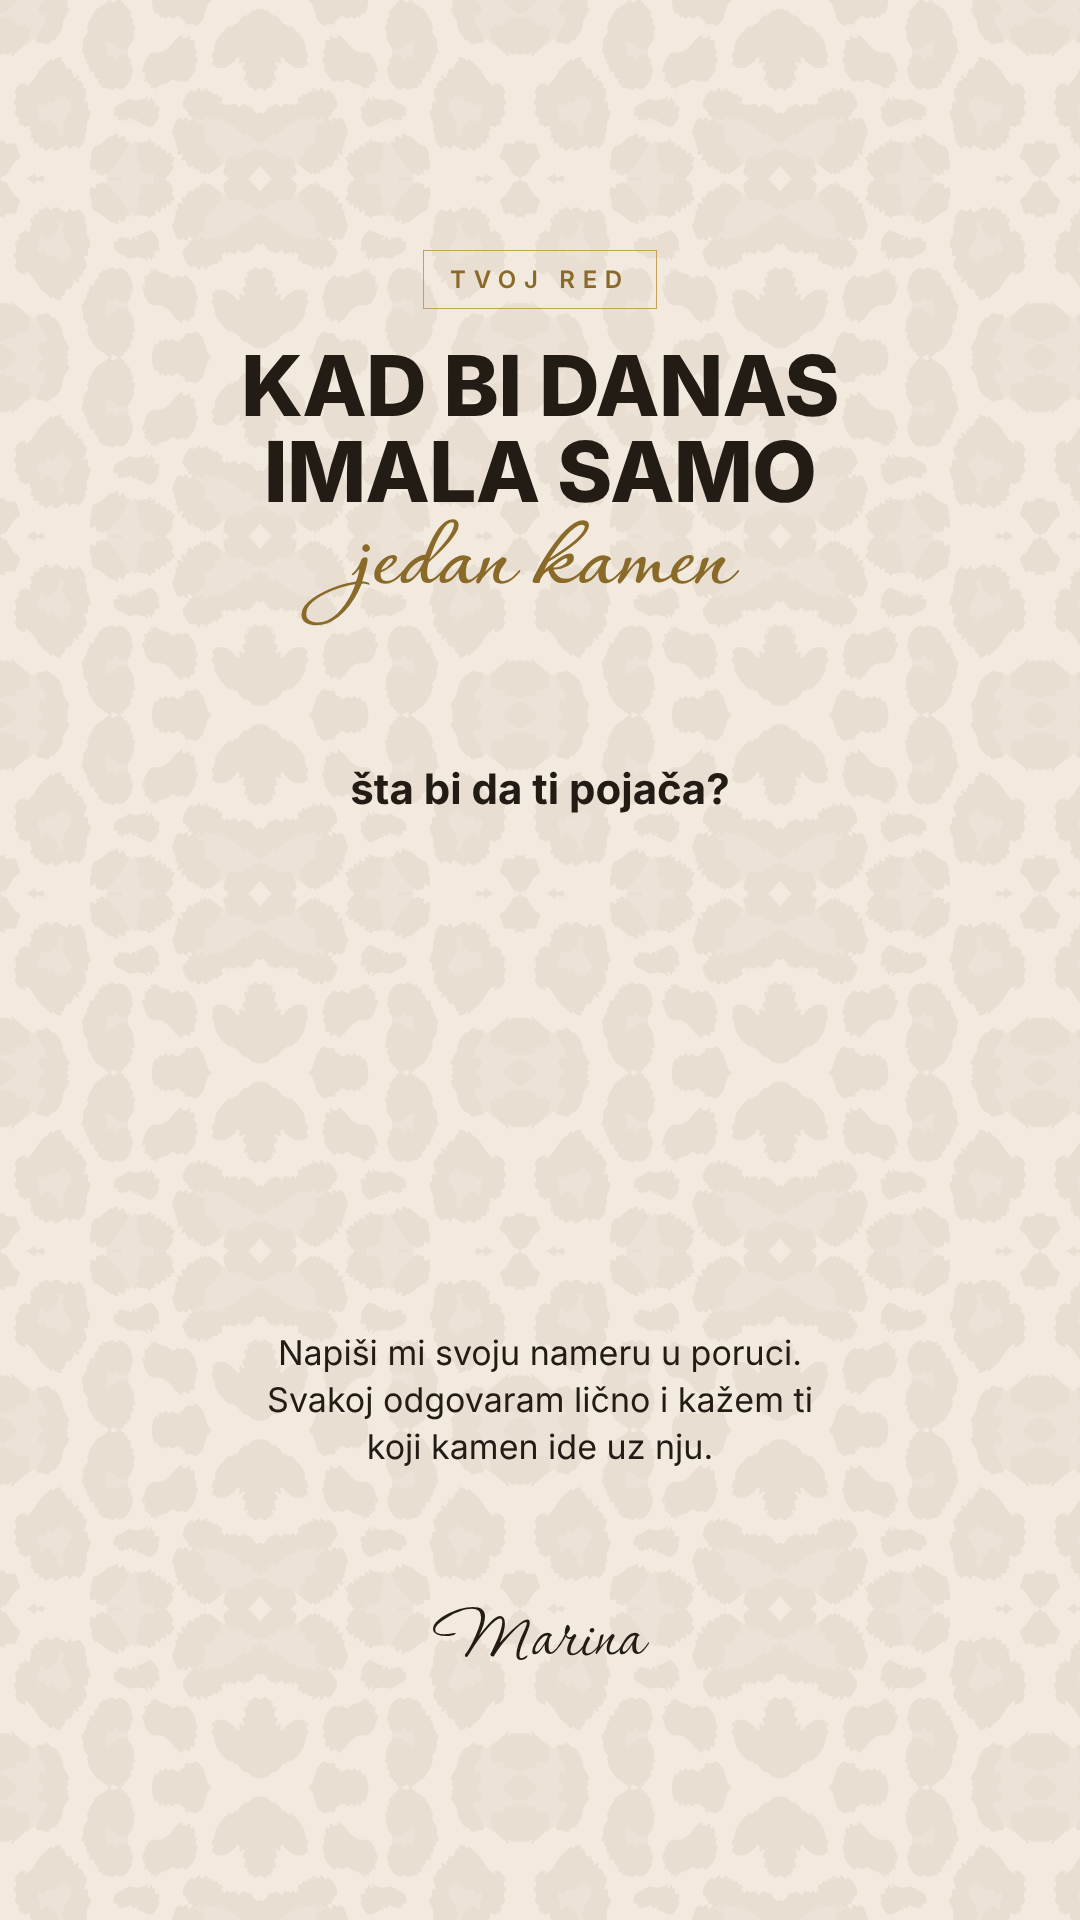 TVOJ RED
KAD BI DANAS
IMALA SAMO
jedan kamen
šta bi da ti pojača?
Napiši mi svoju nameru u poruci.
Svakoj odgovaram lično i kažem ti
koji kamen ide uz nju.
Marina